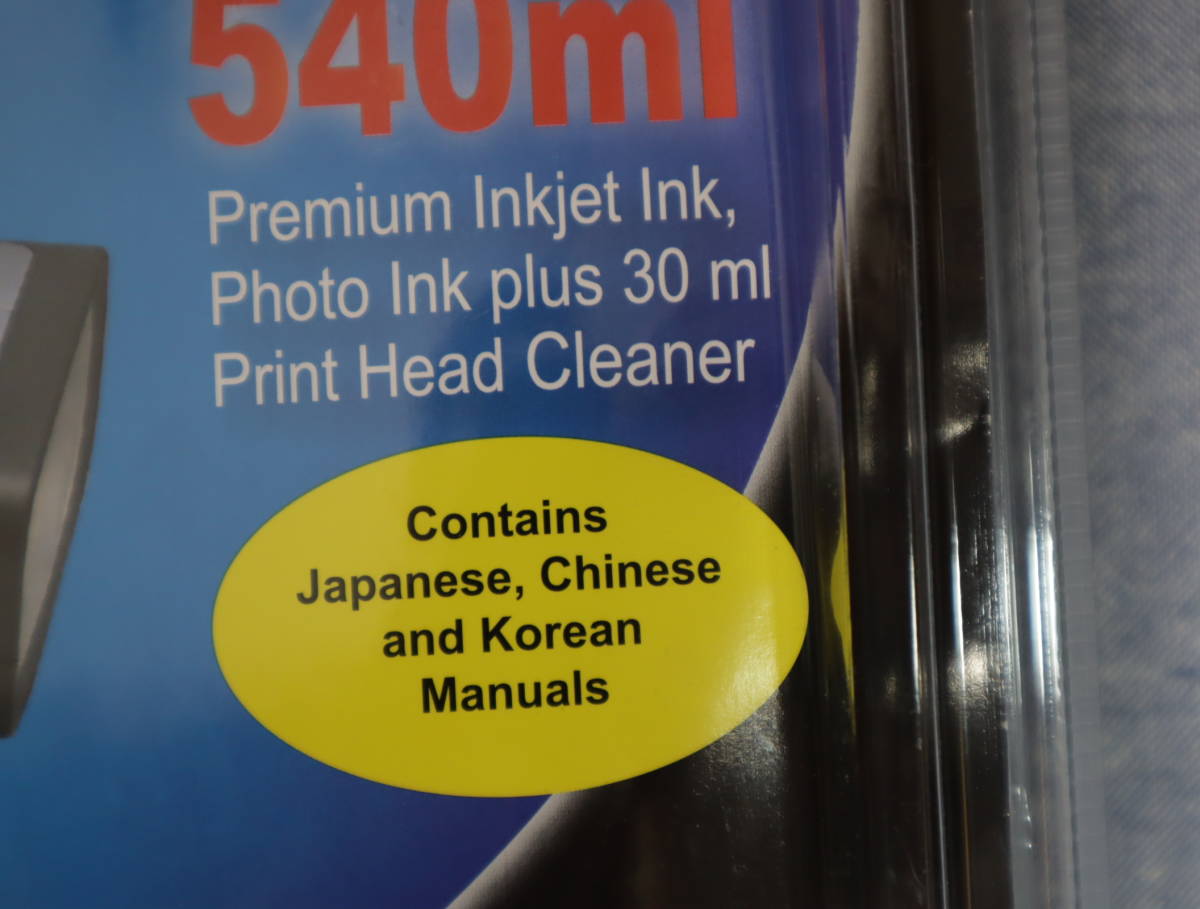 540ml
Premium Inkjet Ink,
Photo Ink plus 30 ml
Print Head Cleaner
Contains
Japanese, Chinese
and Korean
Manuals